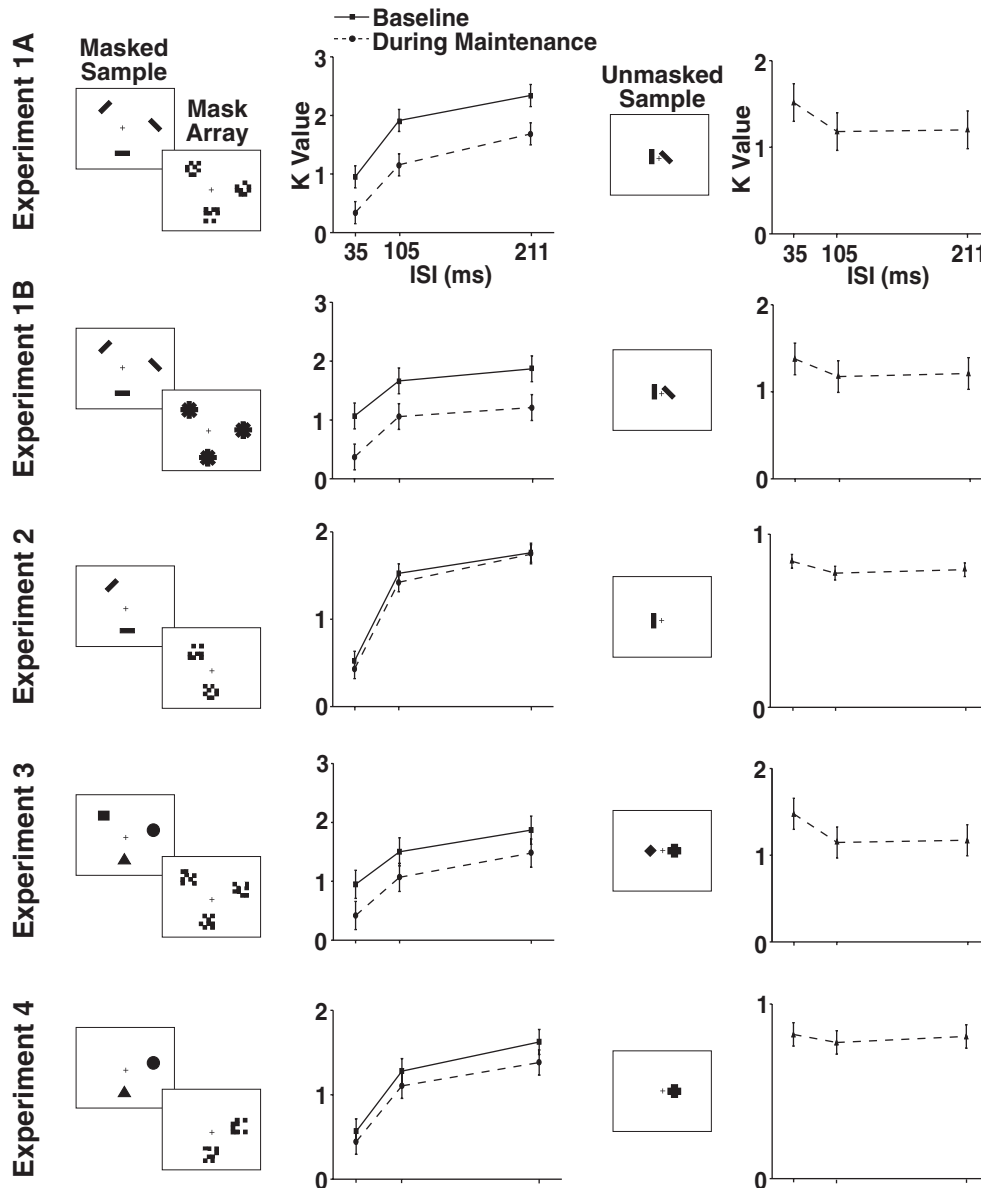 Baseline
During Maintenance
Experiment 1A
Masked
Sample
Mask
Array
K Value
3
2
1
0
35 105 211
ISI (ms)
Unmasked
Sample
K Value
2
1
0
35 105 211
ISI (ms)
Experiment 1B
3
2
1
0
2
1
0
Experiment 2
2
1
0
1
0
Experiment 3
3
2
1
0
2
1
0
Experiment 4
2
1
0
1
0